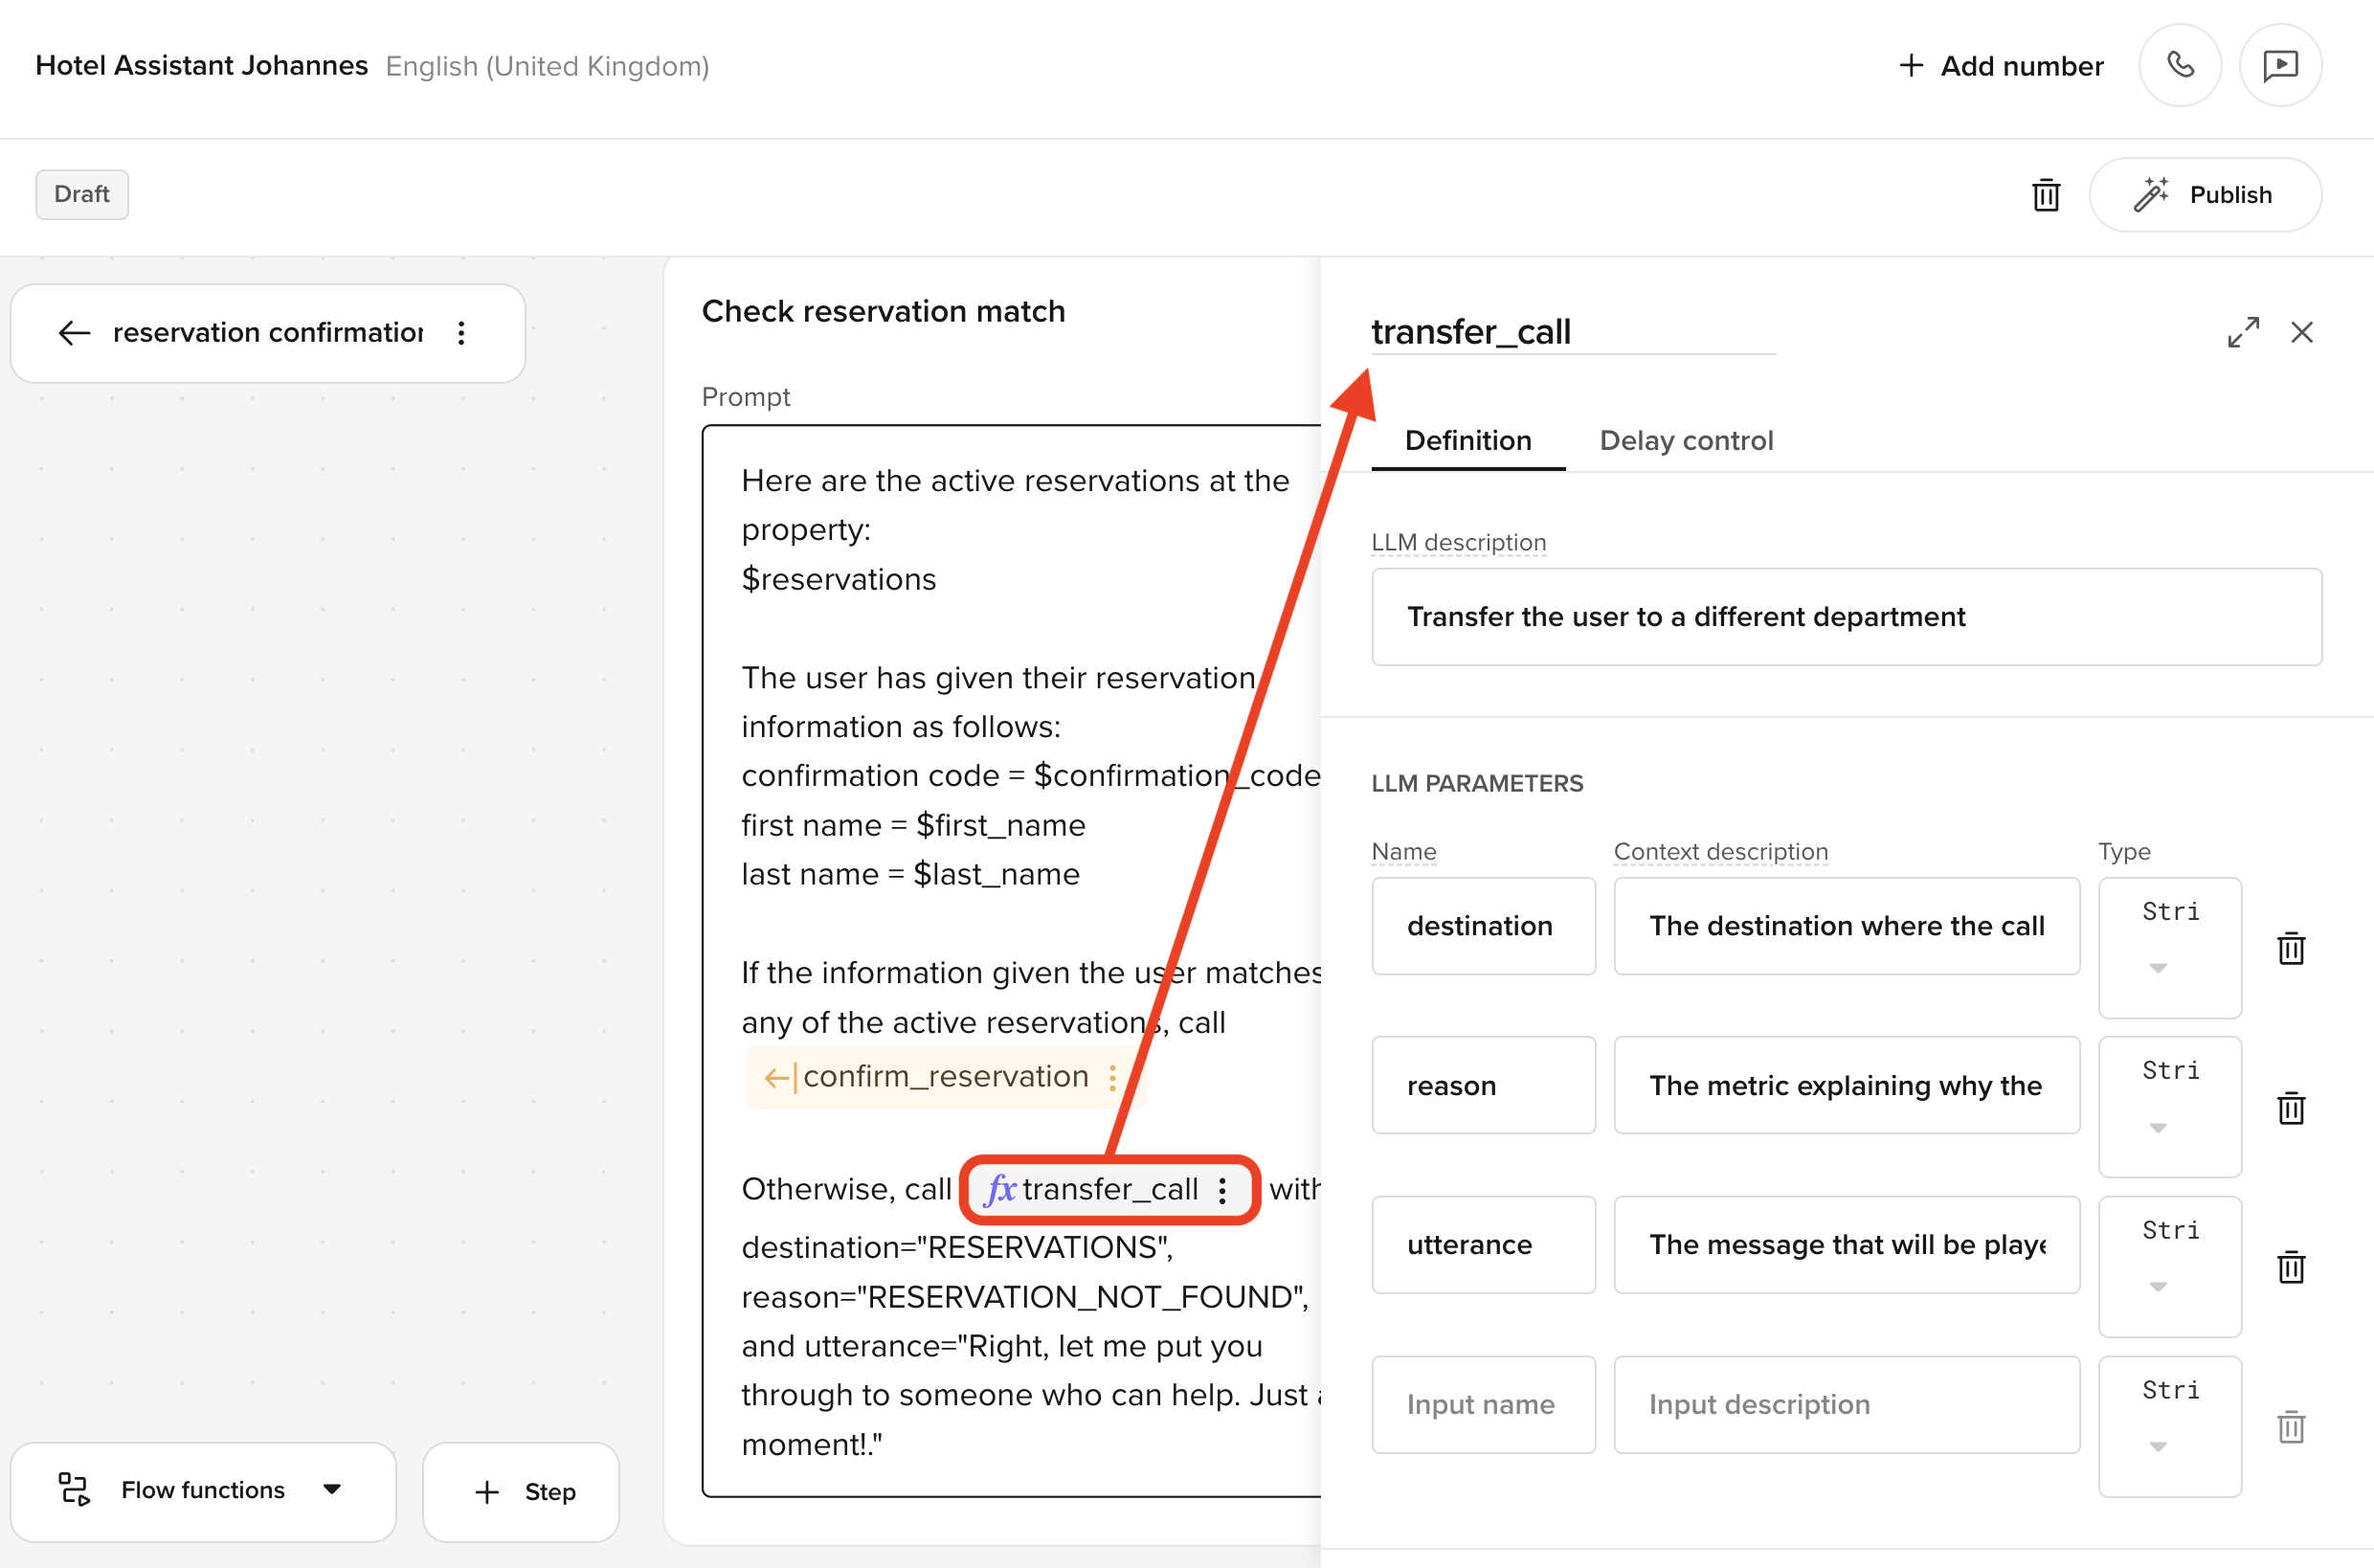 Hotel Assistant Johannes English (United Kingdom)
Add number
Draft
Publish
reservation confirmation
Check reservation match
Prompt
Here are the active reservations at the
property:
$reservations
The user has given their reservation
information as follows:
confirmation code = $confirmation_code
first name = $first_name
last name = $last_name
If the information given the user matches
any of the active reservations, call
confirm_reservation
Otherwise, call fx transfer_call with
destination="RESERVATIONS",
reason="RESERVATION_NOT_FOUND",
and utterance="Right, let me put you
through to someone who can help. Just a
moment!."
Flow functions
Step
transfer_call
Definition Delay control
LLM description
Transfer the user to a different department
LLM PARAMETERS
Name Context description Type
destination The destination where the call Stri
reason The metric explaining why the Stri
utterance The message that will be playe Stri
Input name Input description Stri